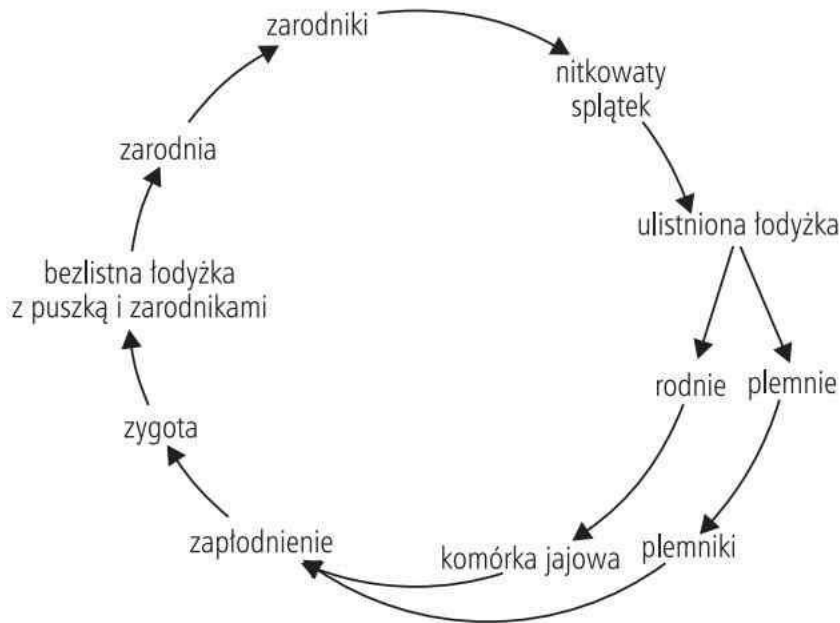 zarodniki
nitkowaty
splątek
ulistniona łodyżka
rodnie
plemnie
komórka jajowa
plemniki
zapłodnienie
zygota
bezlistna łodyżka
z puszką i zarodnikami
zarodnia